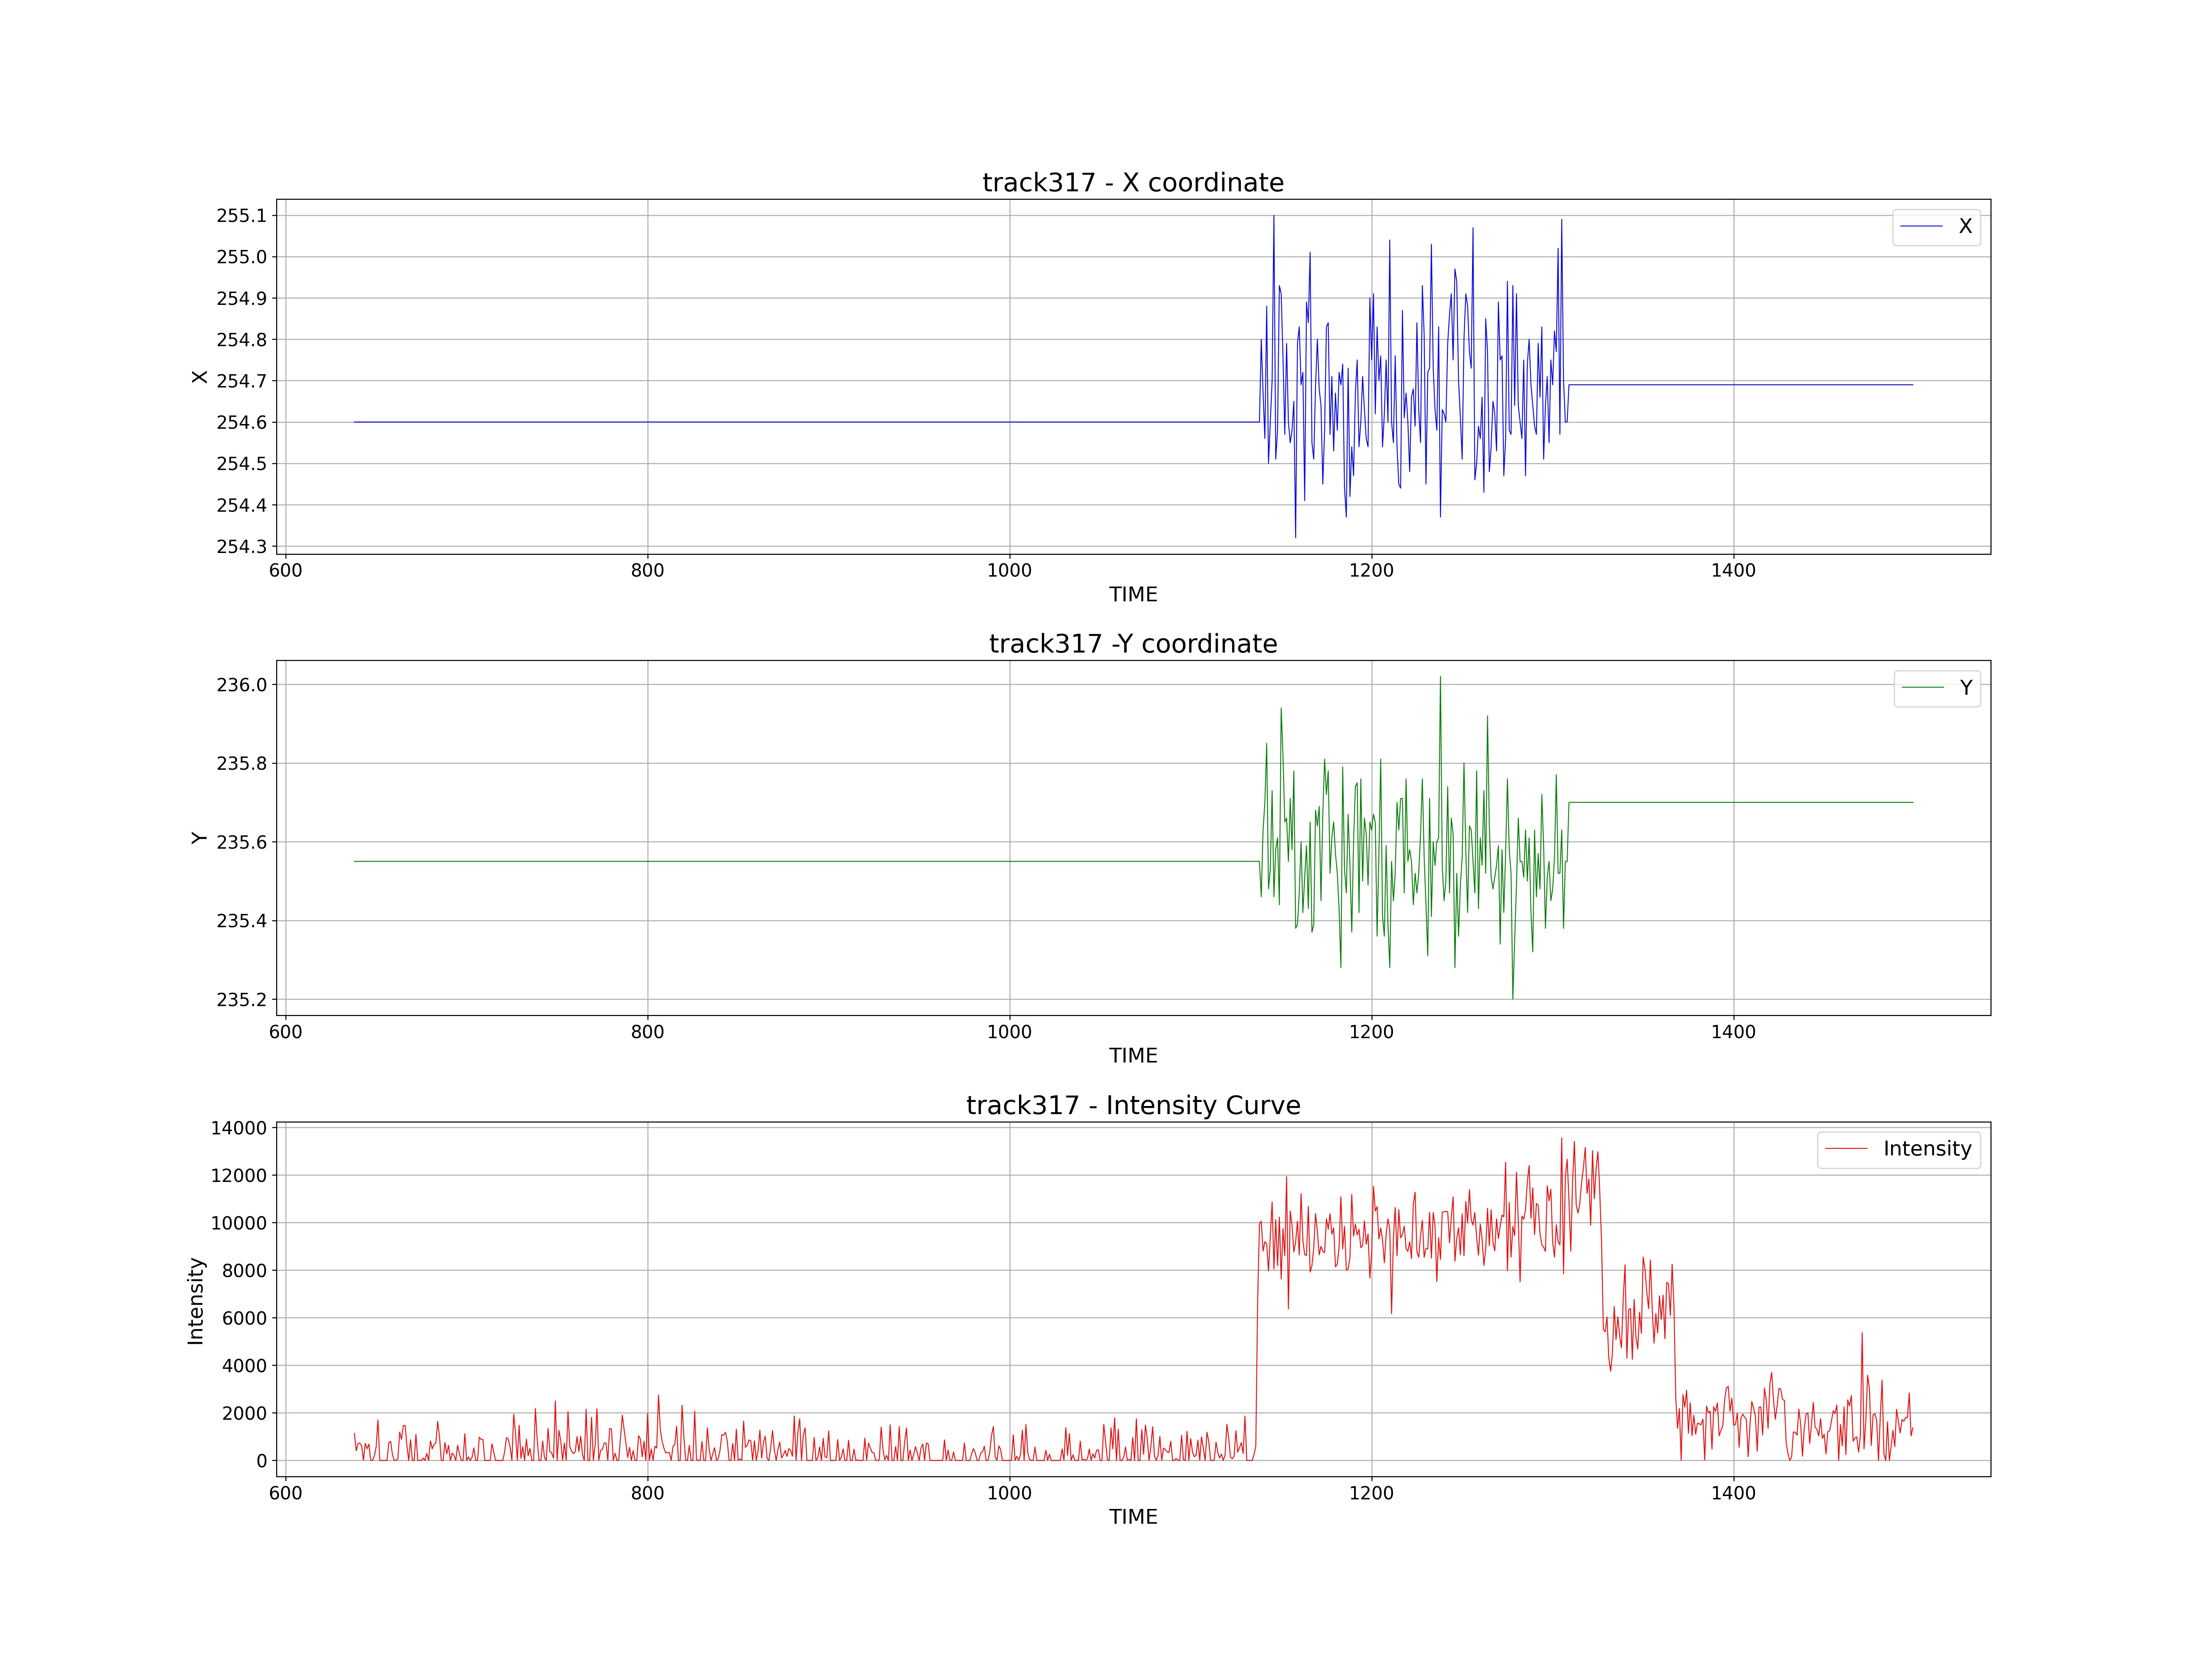 track317 - X coordinate
255.1
255.0
254.9
254.8
254.7
254.6
254.5
254.4
254.3
X
X
600 800 1000 1200 1400
TIME
track317 -Y coordinate
236.0
235.8
235.6
235.4
235.2
Y
Y
600 800 1000 1200 1400
TIME
track317 - Intensity Curve
14000
12000
10000
8000
6000
4000
2000
0
Intensity
Intensity
600 800 1000 1200 1400
TIME